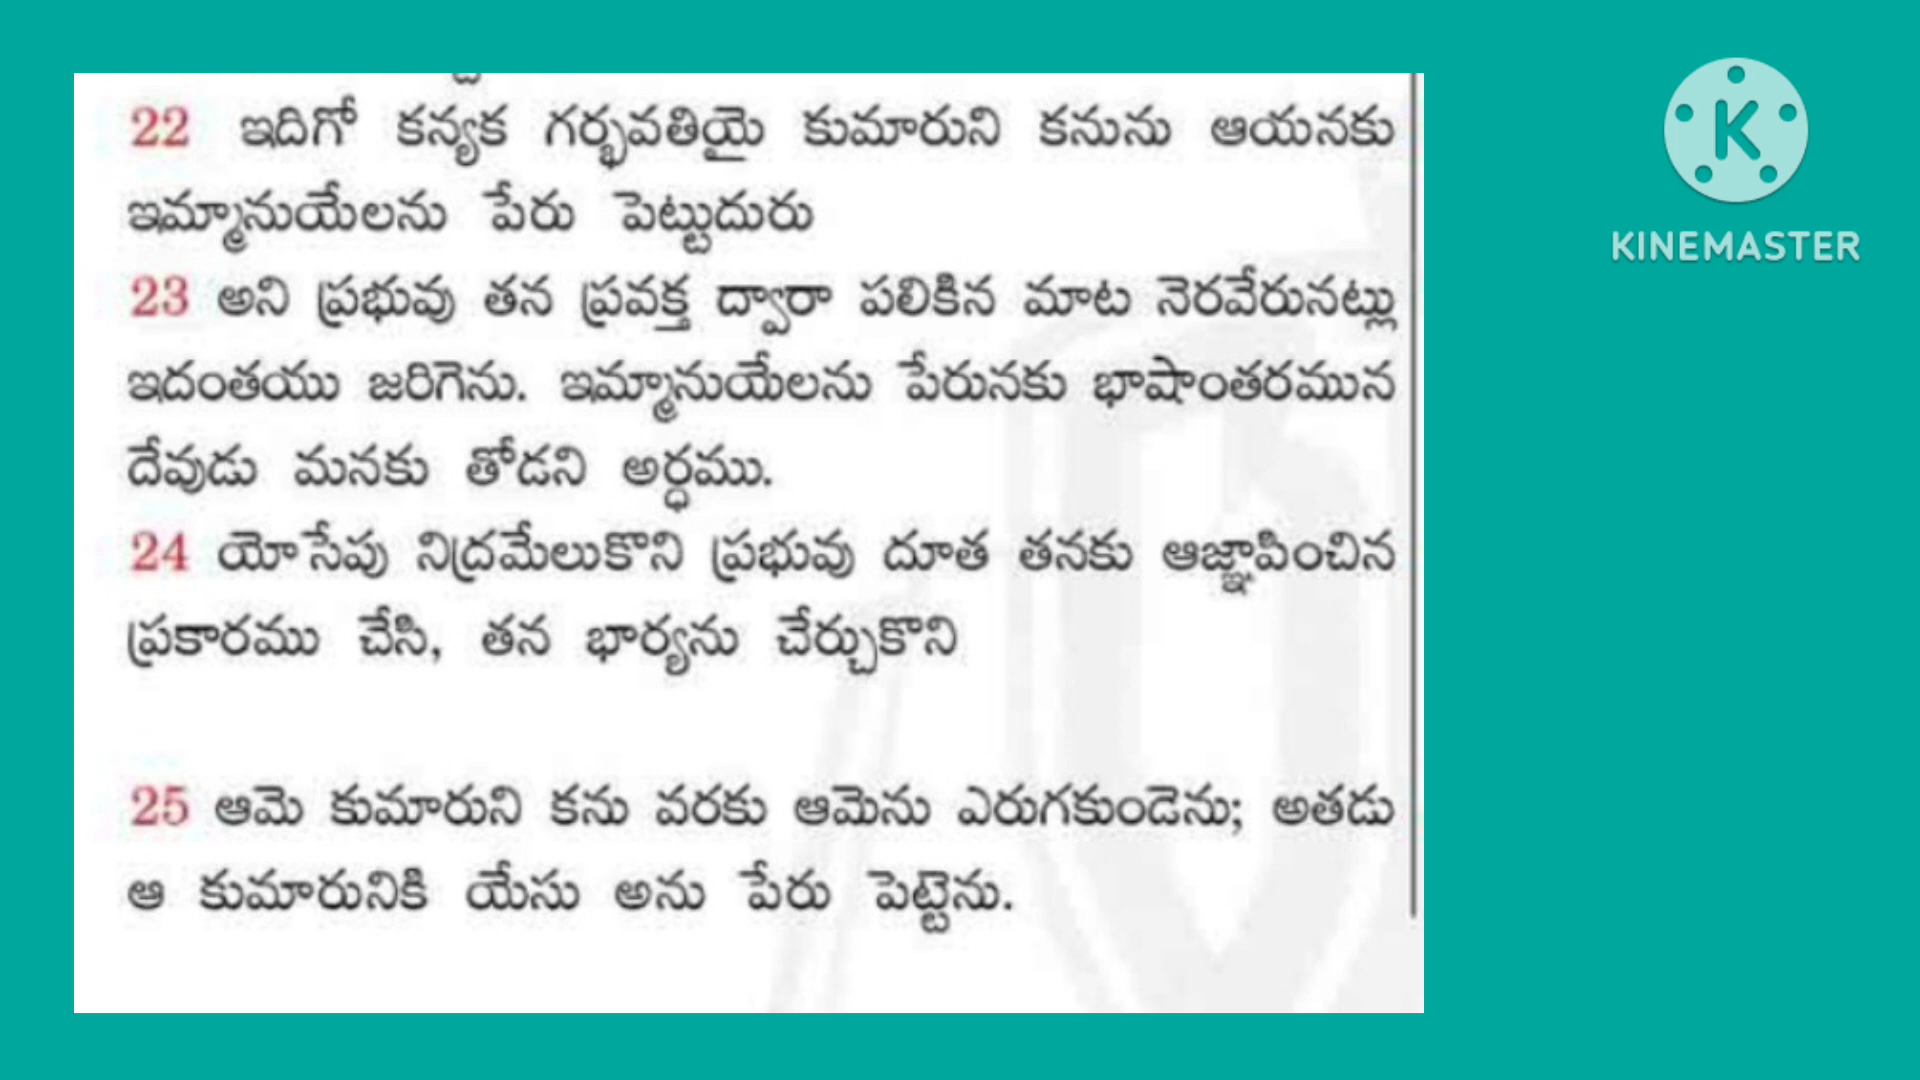 22 ఇదిగో కన్యక గర్భవతియై కుమారుని కనును ఆయనకు
ఇమ్మానుయేలను పేరు పెట్టుదురు
23 అని ప్రభువు తన ప్రవక్త ద్వారా పలికిన మాట నెరవేరునట్లు
ఇదంతయు జరిగెను. ఇమ్మానుయేలను పేరునకు భాషాంతరమున
దేవుడు మనకు తోడని అర్ధము.
24 యోసేపు నిద్రమేలుకొని ప్రభువు దూత తనకు ఆజ్ఞాపించిన
ప్రకారము చేసి, తన భార్యను చేర్చుకొని
25 ఆమె కుమారుని కను వరకు ఆమెను ఎరుగకుండెను; అతడు
ఆ కుమారునికి యేసు అను పేరు పెట్టెను.
K
KINEMASTER